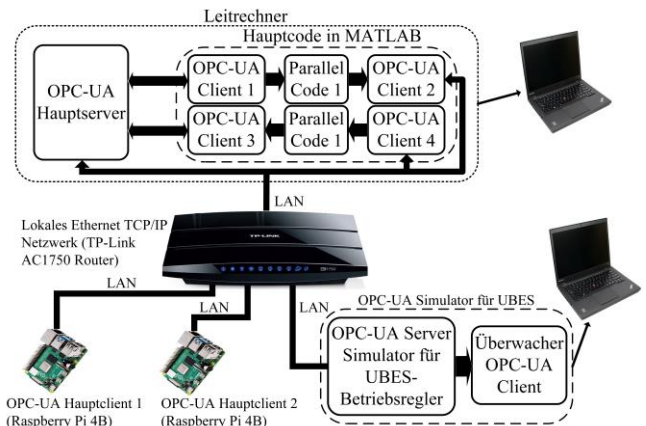 Leitrechner
Hauptcode in MATLAB
OPC-UA
Hauptserver
OPC-UA
Client 1
Parallel
Code 1
OPC-UA
Client 2
OPC-UA
Client 3
Parallel
Code 1
OPC-UA
Client 4
LAN
Lokales Ethernet TCP/IP
Netzwerk (TP-Link
AC1750 Router)
TP-LINK
LAN
LAN
LAN
OPC-UA Simulator für UBES
OPC-UA Server
Simulator für
UBES-
Betriebsregler
Überwacher
OPC-UA
Client
OPC-UA Hauptclient 1
(Raspberry Pi 4B)
OPC-UA Hauptclient 2
(Raspberry Pi 4B)